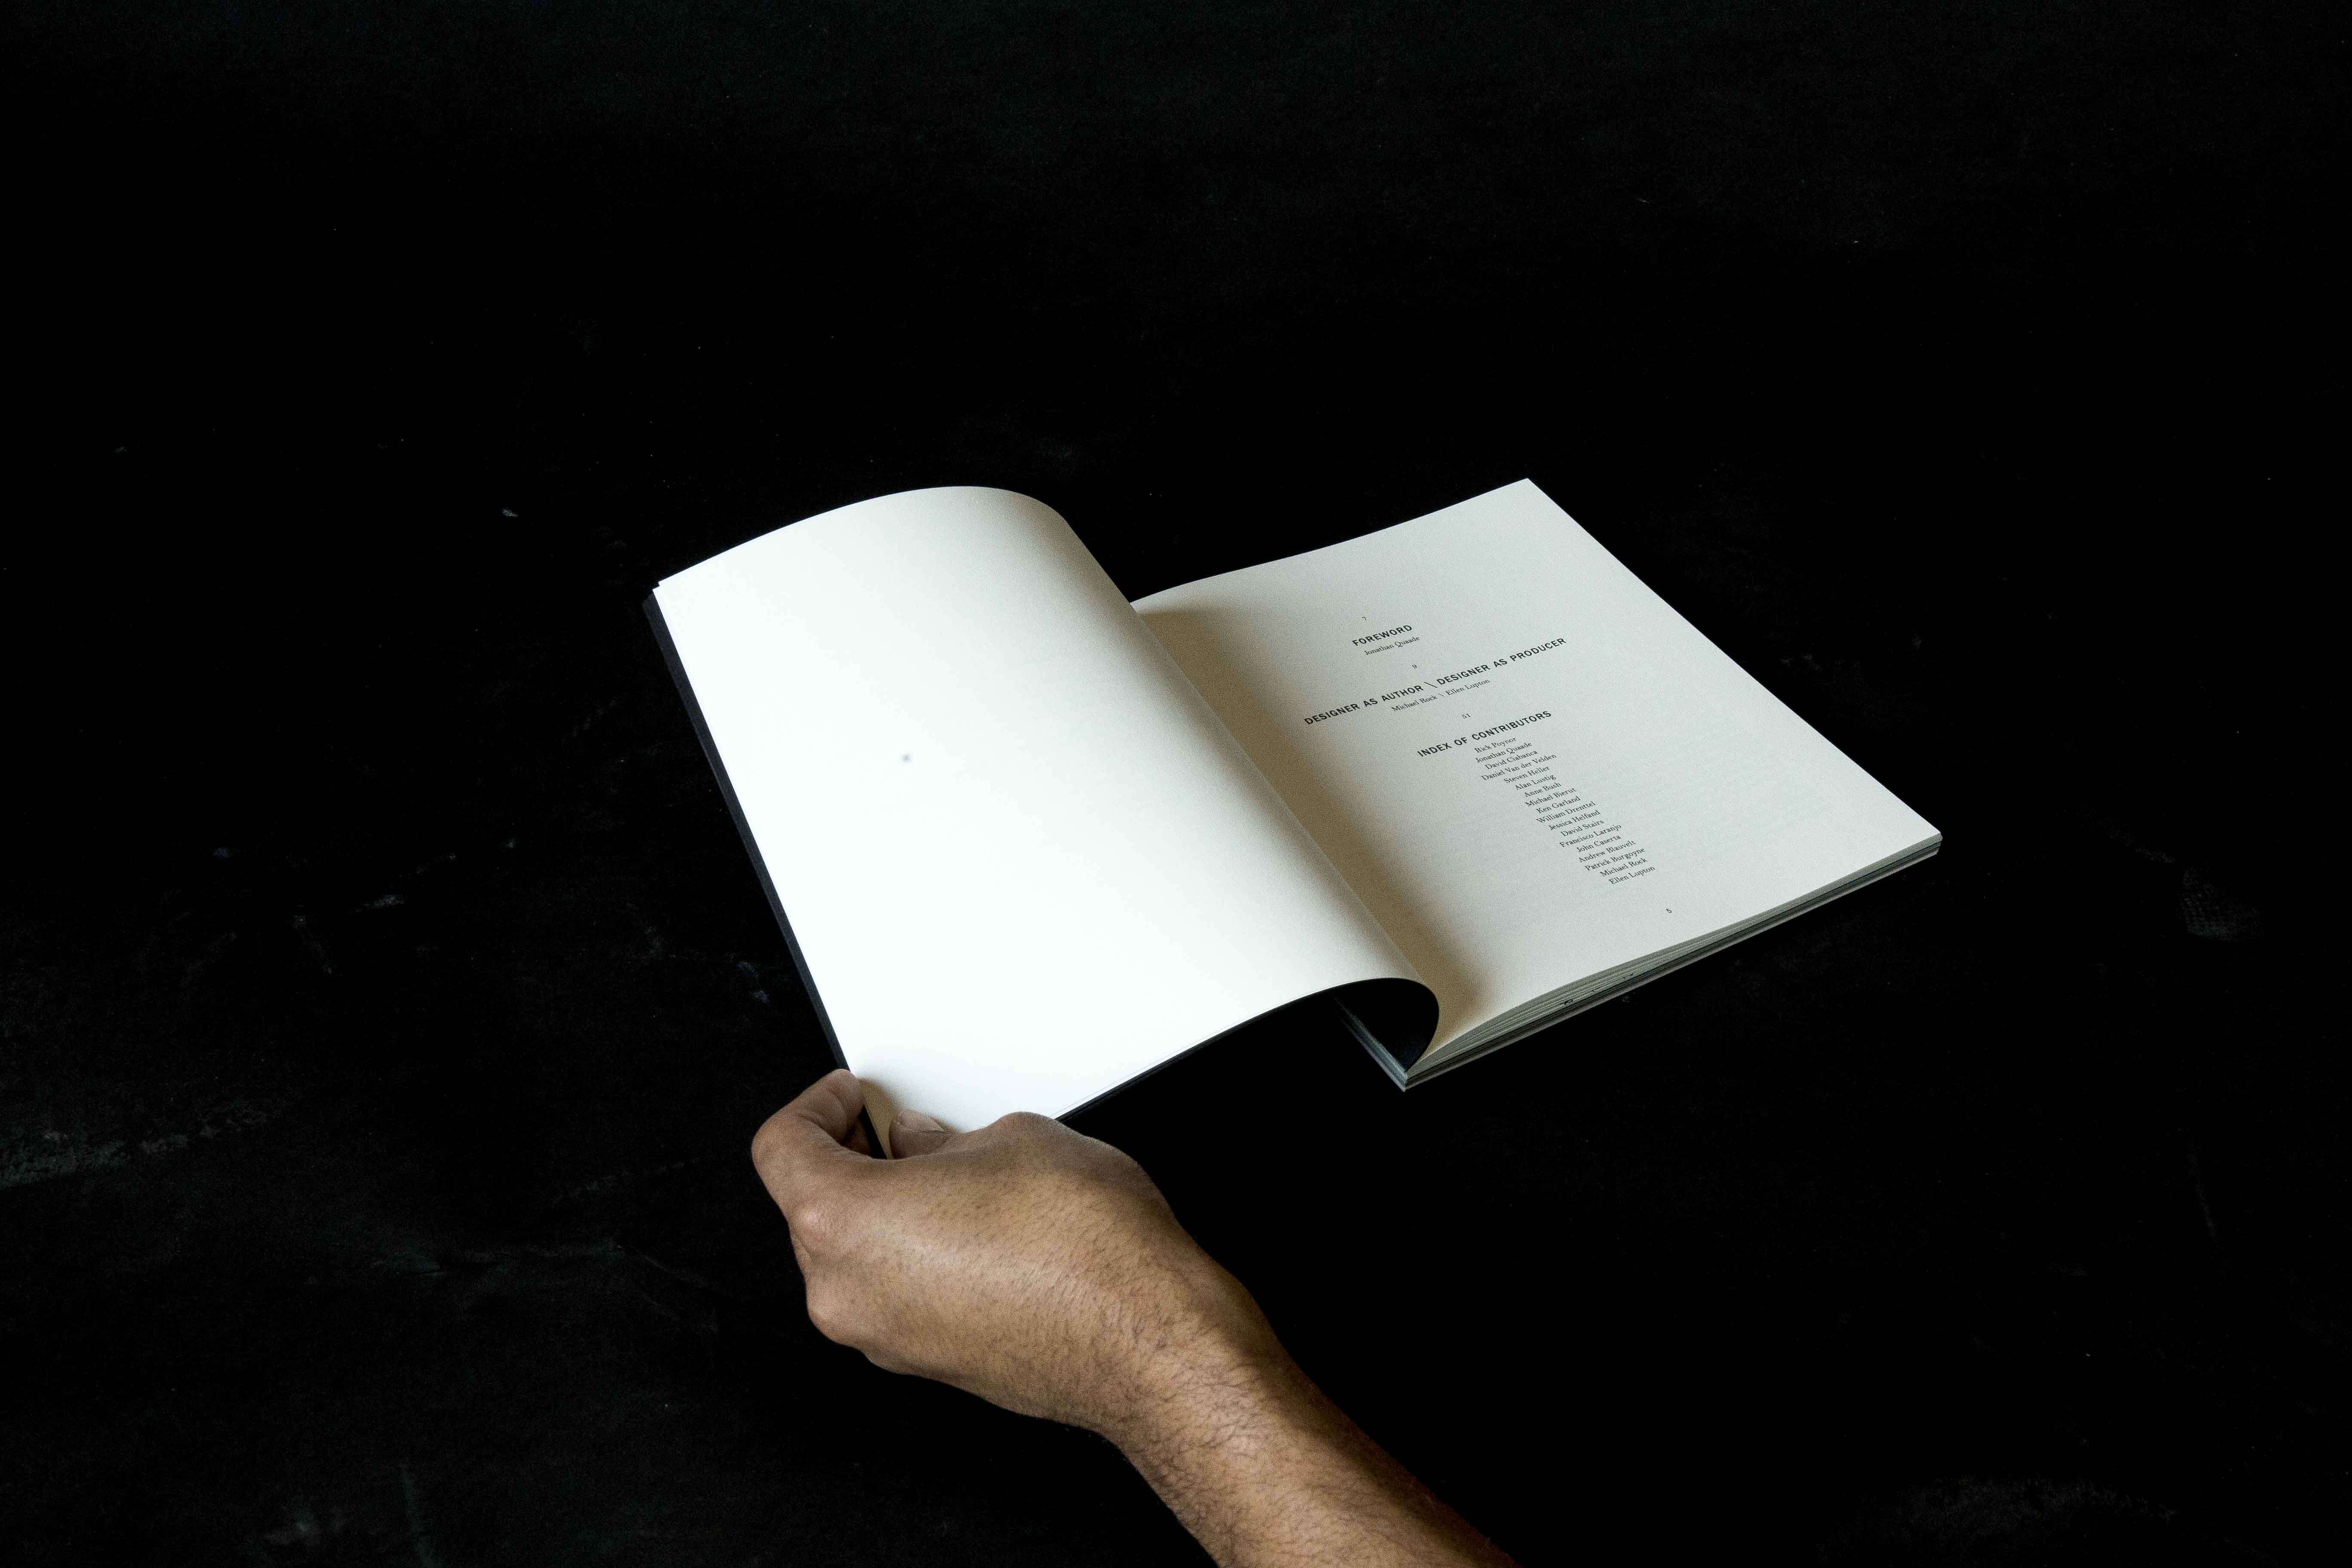 7
FOREWORD
Jonathan Quaade
9
DESIGNER AS AUTHOR \ DESIGNER AS PRODUCER
Michael Rock \ Ellen Lupton
51
INDEX OF CONTRIBUTORS
Rick Poynor
Jonathan Quaade
David Cabianca
Daniel Van der Velden
Steven Heller
Alan Lustig
Anne Bush
Michael Bierut
Ken Garland
William Drenttel
Jessica Helfand
David Stairs
Francisco Laranjo
John Caserta
Andrew Blauvelt
Patrick Burgoyne
Michael Rock
Ellen Lupton
5